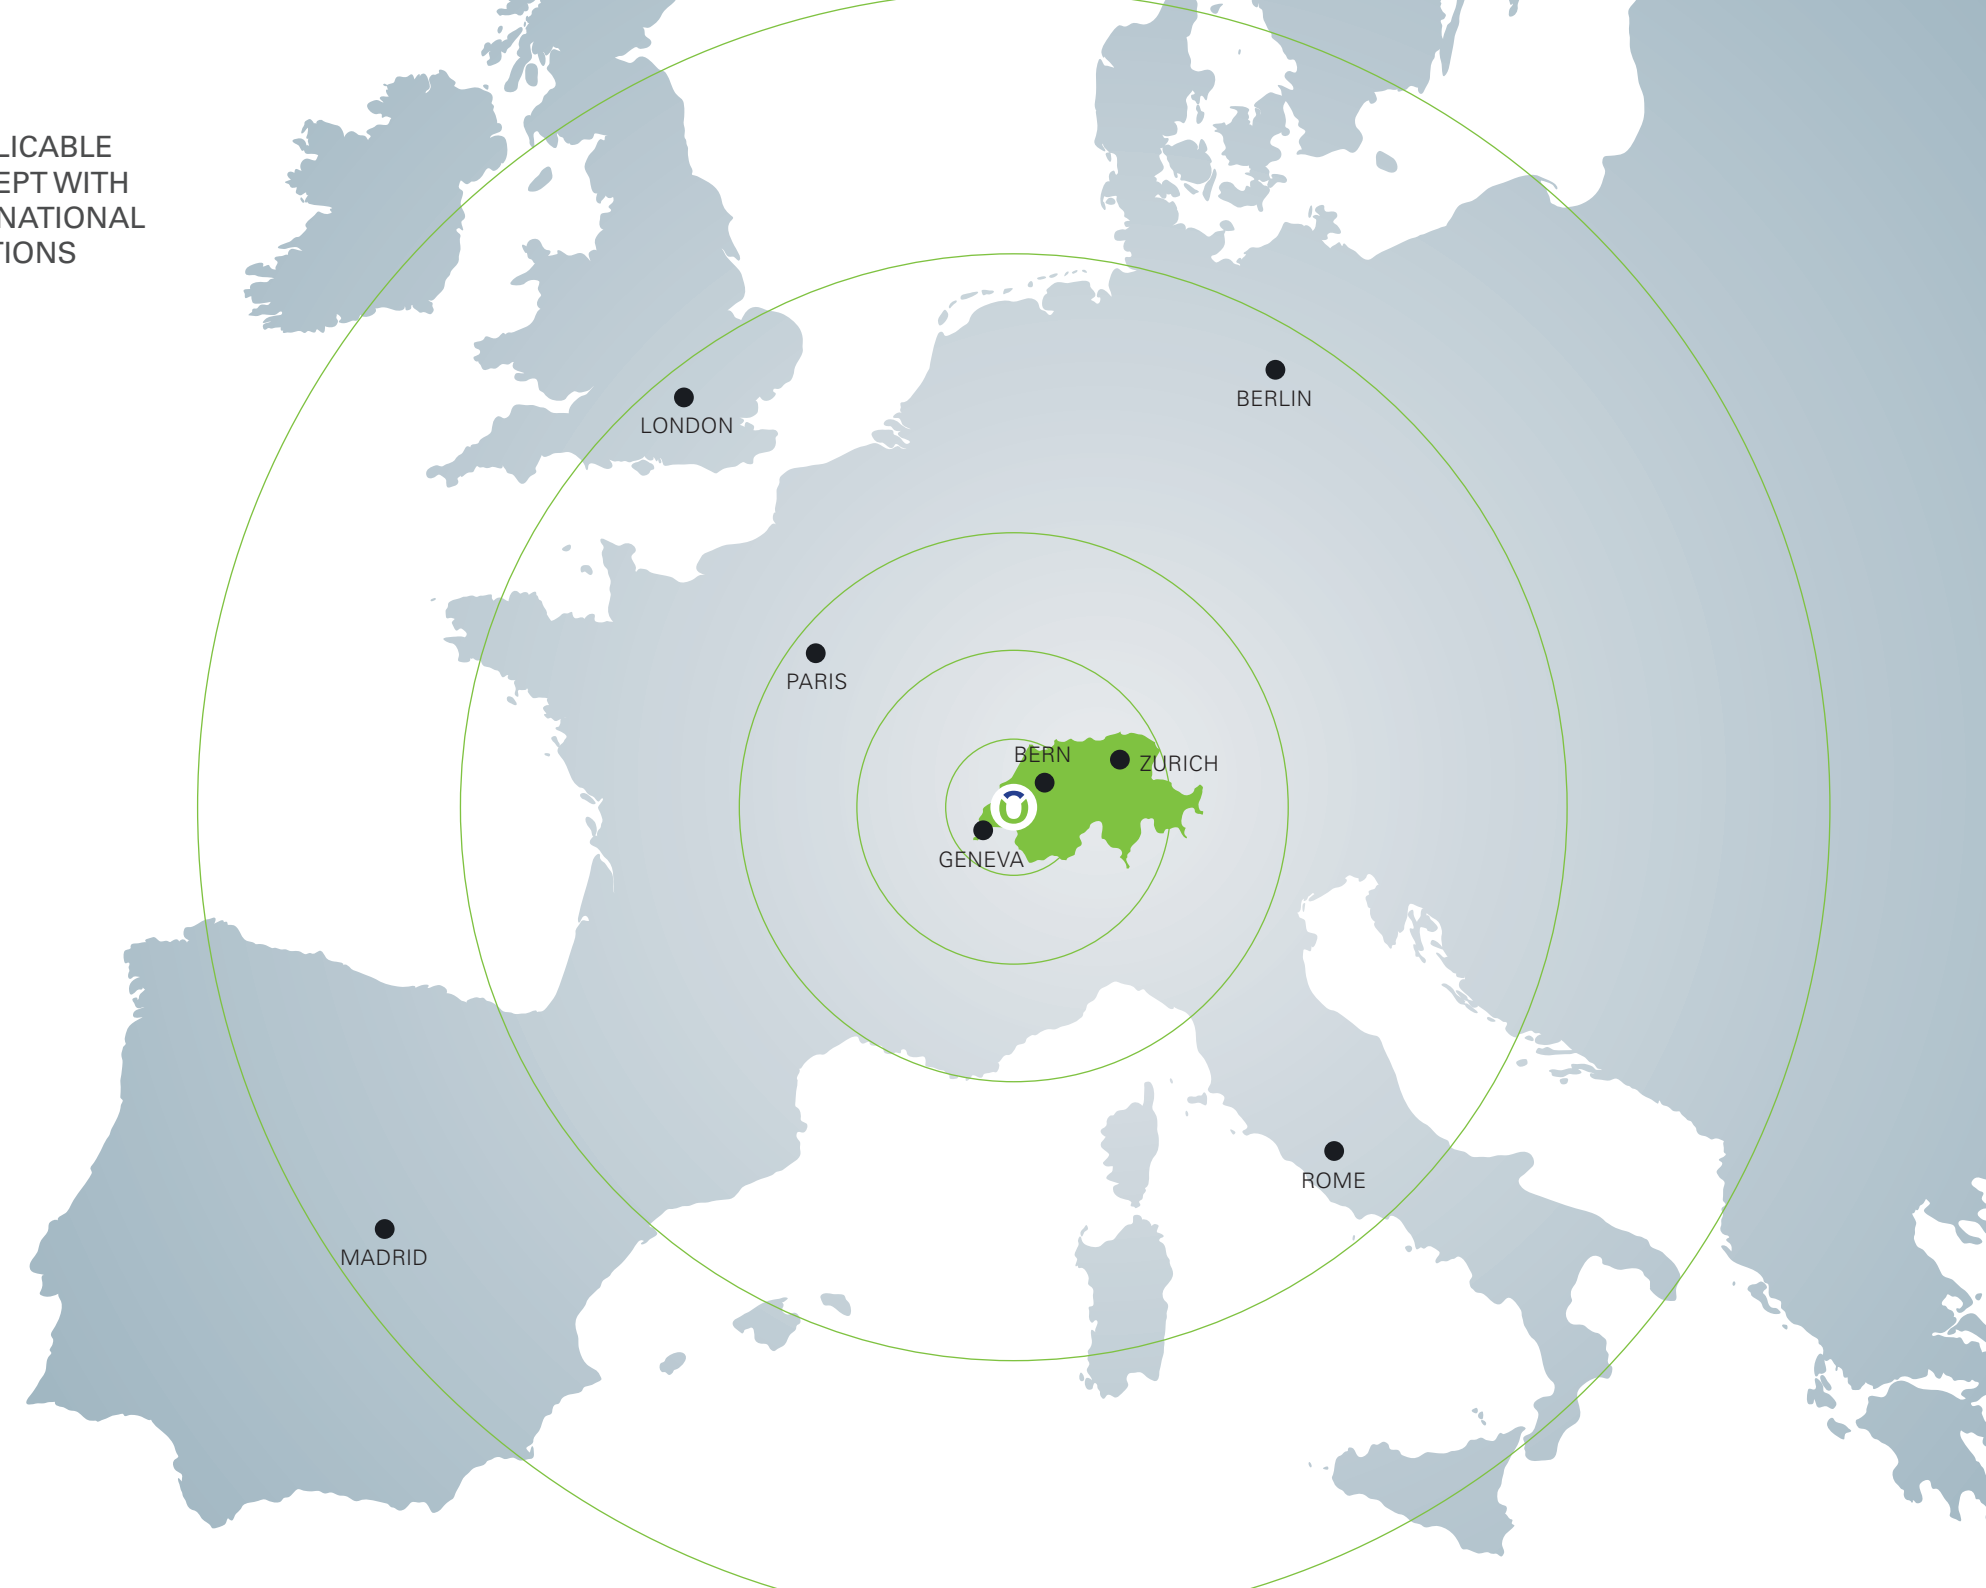 LICABLE
EPT WITH
NATIONAL
TIONS
BERLIN
LONDON
PARIS
BERN
ZURICH
GENEVA
ROME
MADRID